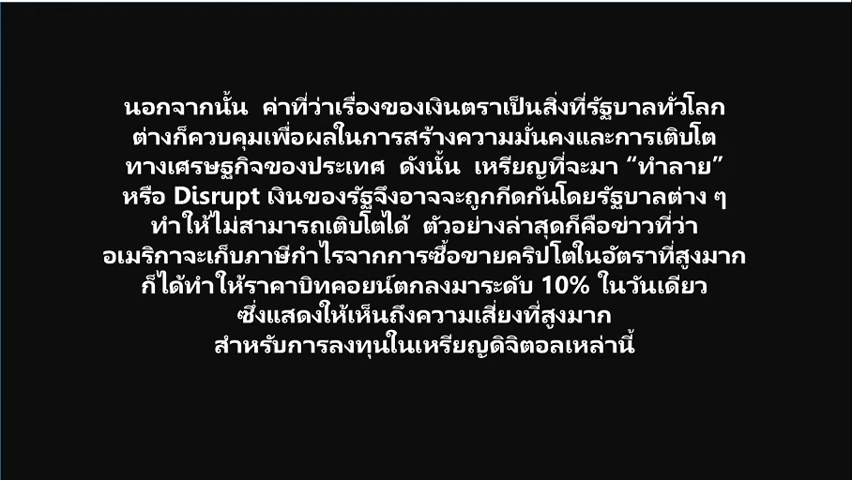 นอกจากนั้น ค่าที่ว่าเรื่องของเงินตราเป็นสิ่งที่รัฐบาลทั่วโลก
ต่างก็ควบคุมเพื่อผลในการสร้างความมั่นคงและการเติบโต
ทางเศรษฐกิจของประเทศ ดังนั้น เหรียญที่จะมา “ทำลาย”
หรือ Disrupt เงินของรัฐจึงอาจจะถูกกีดกันโดยรัฐบาลต่าง ๆ
ทำให้ไม่สามารถเติบโตได้ ตัวอย่างล่าสุดก็คือข่าวที่ว่า
อเมริกาจะเก็บภาษีกำไรจากการซื้อขายคริปโตในอัตราที่สูงมาก
ก็ได้ทำให้ราคาบิทคอยน์ตกลงมาระดับ 10% ในวันเดียว
ซึ่งแสดงให้เห็นถึงความเสี่ยงที่สูงมาก
สำหรับการลงทุนในเหรียญดิจิตอลเหล่านี้